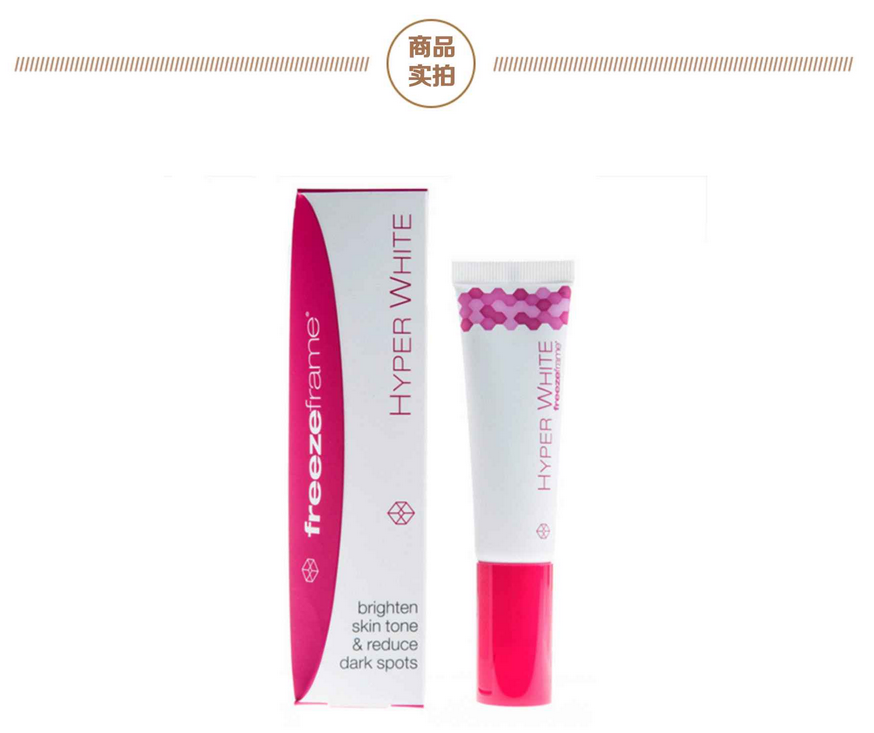 商品
实拍
freezeframe®
HYPER WHITE
brighten
skin tone
& reduce
dark spots
HYPER WHITE
freezeframe®